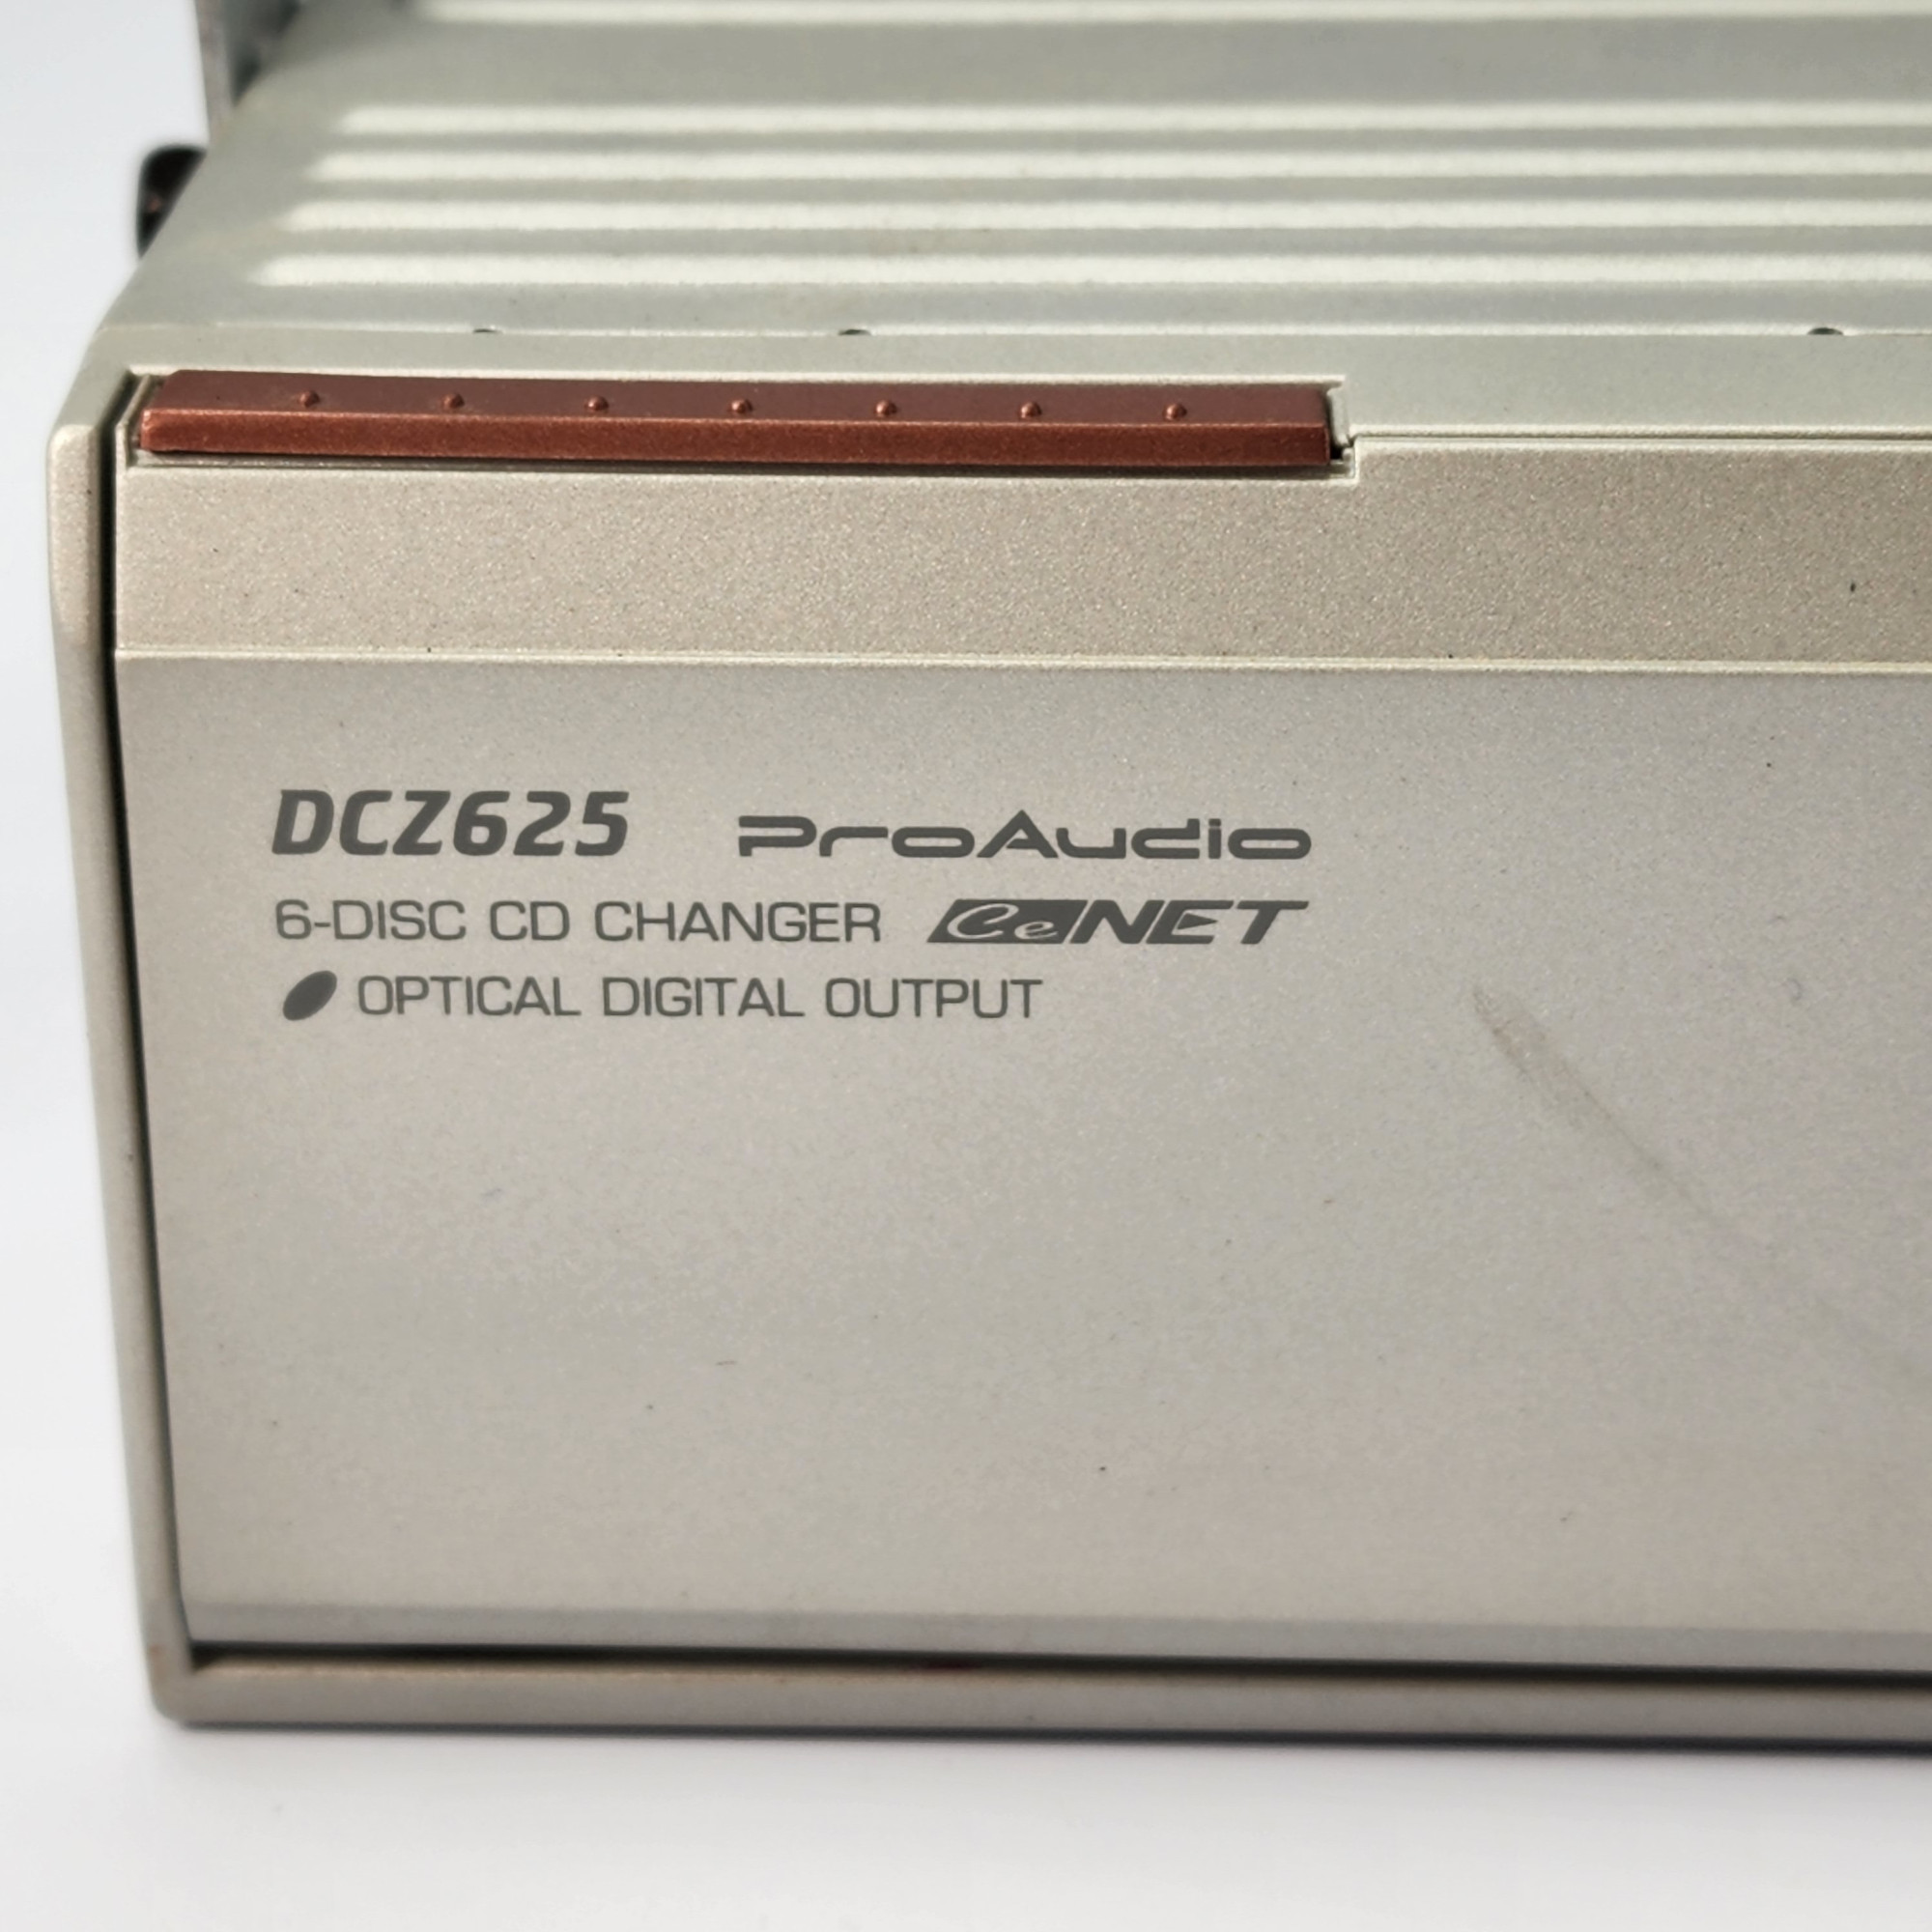 DCZ625 ProAudio
6-DISC CD CHANGER CeNET
OPTICAL DIGITAL OUTPUT